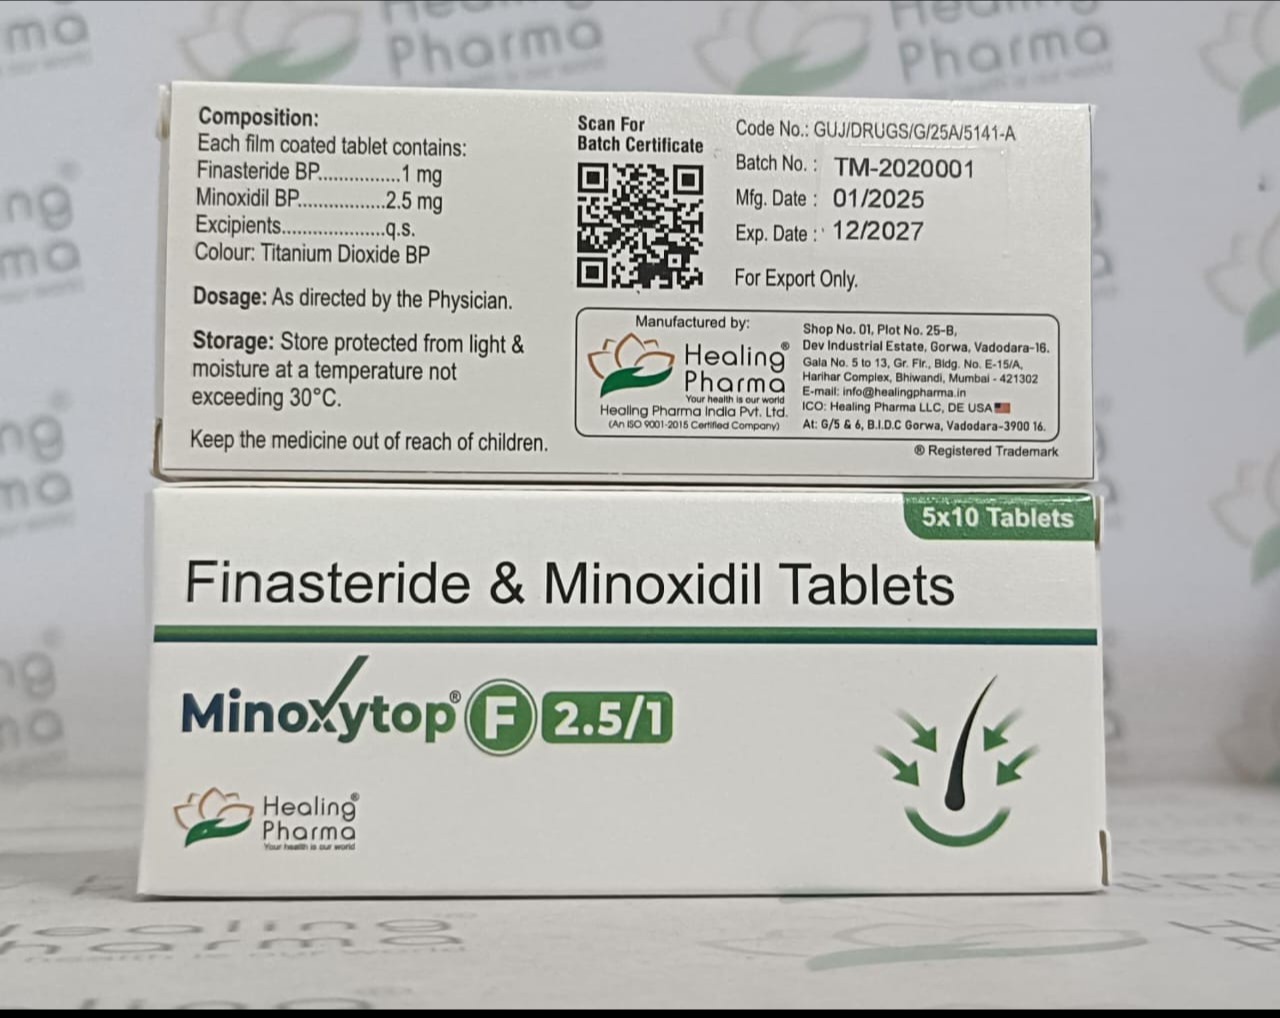 Healing
Pharma
Healing
Pharma
Composition:
Each film coated tablet contains:
Finasteride BP...............1 mg
Minoxidil BP.................2.5 mg
Excipients....................q.s.
Colour: Titanium Dioxide BP
Dosage: As directed by the Physician.
Storage: Store protected from light &
moisture at a temperature not
exceeding 30°C.
Keep the medicine out of reach of children.
Scan For
Batch Certificate
Code No.: GUJ/DRUGS/G/25A/5141-A
Batch No. : TM-2020001
Mfg. Date : 01/2025
Exp. Date : 12/2027
For Export Only.
Manufactured by:
Healing®
Pharma
Your health is our world
Healing Pharma India Pvt. Ltd.
(An ISO 9001-2015 Certified Company)
Shop No. 01, Plot No. 25-B,
Dev Industrial Estate, Gorwa, Vadodara-16.
Gala No. 5 to 13, Gr. Flr., Bldg. No. E-15/A,
Harihar Complex, Bhiwandi, Mumbai - 421302
E-mail: info@healingpharma.in
ICO: Healing Pharma LLC, DE USA
At: G/5 & 6, B.I.D.C Gorwa, Vadodara-3900 16.
® Registered Trademark
5x10 Tablets
Finasteride & Minoxidil Tablets
Minoxytop® F 2.5/1
Healing®
Pharma
Your health is our world